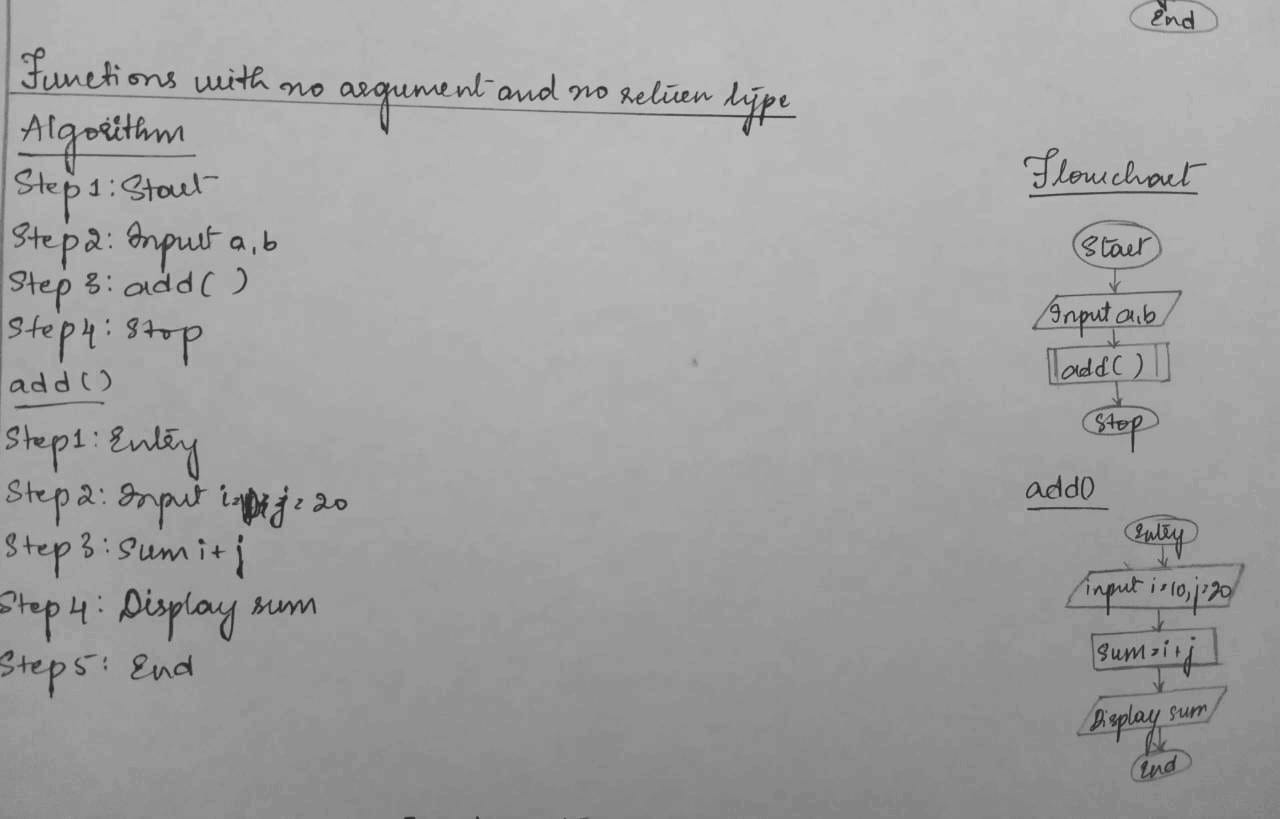 End
Functions with no argument and no return type
Algorithm
Step 1: Start
Step 2: Input a, b
Step 3: add( )
Step 4: Stop
add()
Step 1: Entry
Step 2: Input j = 20
Step 3: Sum i + j
Step 4: Display sum
Step 5: End
Flowchart
Start
Input a, b
add( )
Stop
add()
Entry
input i=10, j=20
sum=i+j
Display sum
End